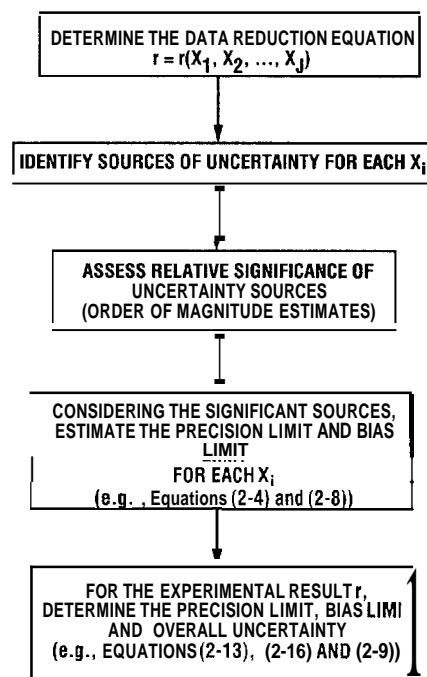 DETERMINE THE DATA REDUCTION EQUATION
r = r(X1, X2, ..., XJ)
IDENTIFY SOURCES OF UNCERTAINTY FOR EACH Xi
ASSESS RELATIVE SIGNIFICANCE OF
UNCERTAINTY SOURCES
(ORDER OF MAGNITUDE ESTIMATES)
CONSIDERING THE SIGNIFICANT SOURCES,
ESTIMATE THE PRECISION LIMIT AND BIAS
LIMIT
FOR EACH Xi
(e.g. , Equations (2-4) and (2-8))
FOR THE EXPERIMENTAL RESULT r,
DETERMINE THE PRECISION LIMIT, BIAS LIMI
AND OVERALL UNCERTAINTY
(e.g., EQUATIONS (2-13), (2-16) AND (2-9))